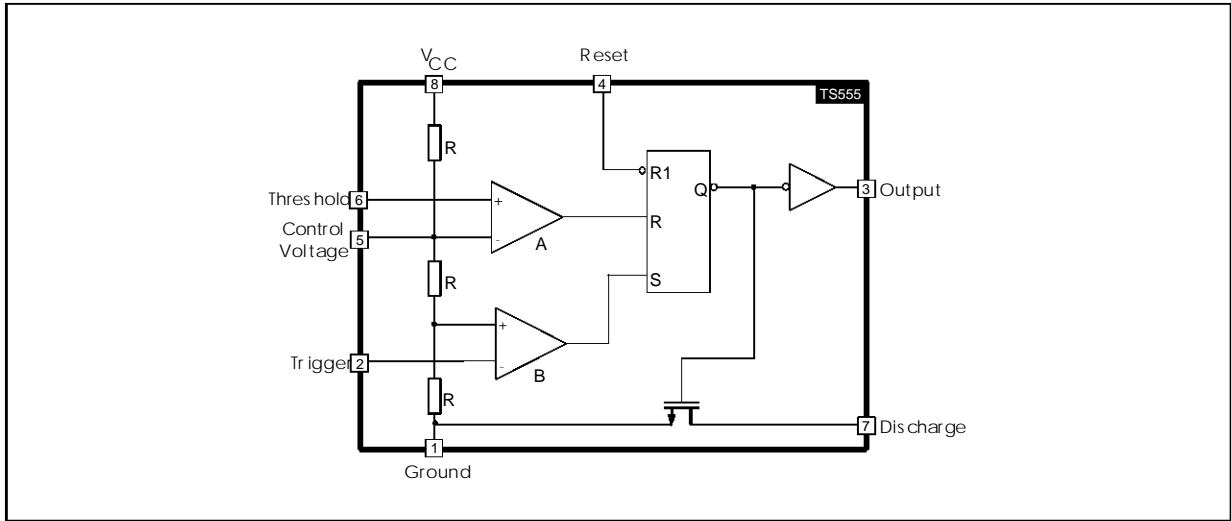 VCC
Reset
8
4
TS555
R
R1
Threshold
6
+
Q
3
Output
Control
Voltage
5
-
A
R
R
S
+
Trigger
2
-
B
R
7
Discharge
1
Ground